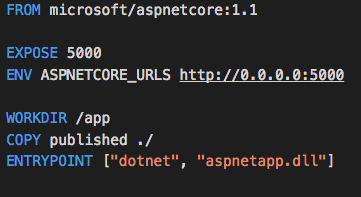 FROM microsoft/aspnetcore:1.1
EXPOSE 5000
ENV ASPNETCORE_URLS http://0.0.0.0:5000
WORKDIR /app
COPY published ./
ENTRYPOINT ["dotnet", "aspnetapp.dll"]